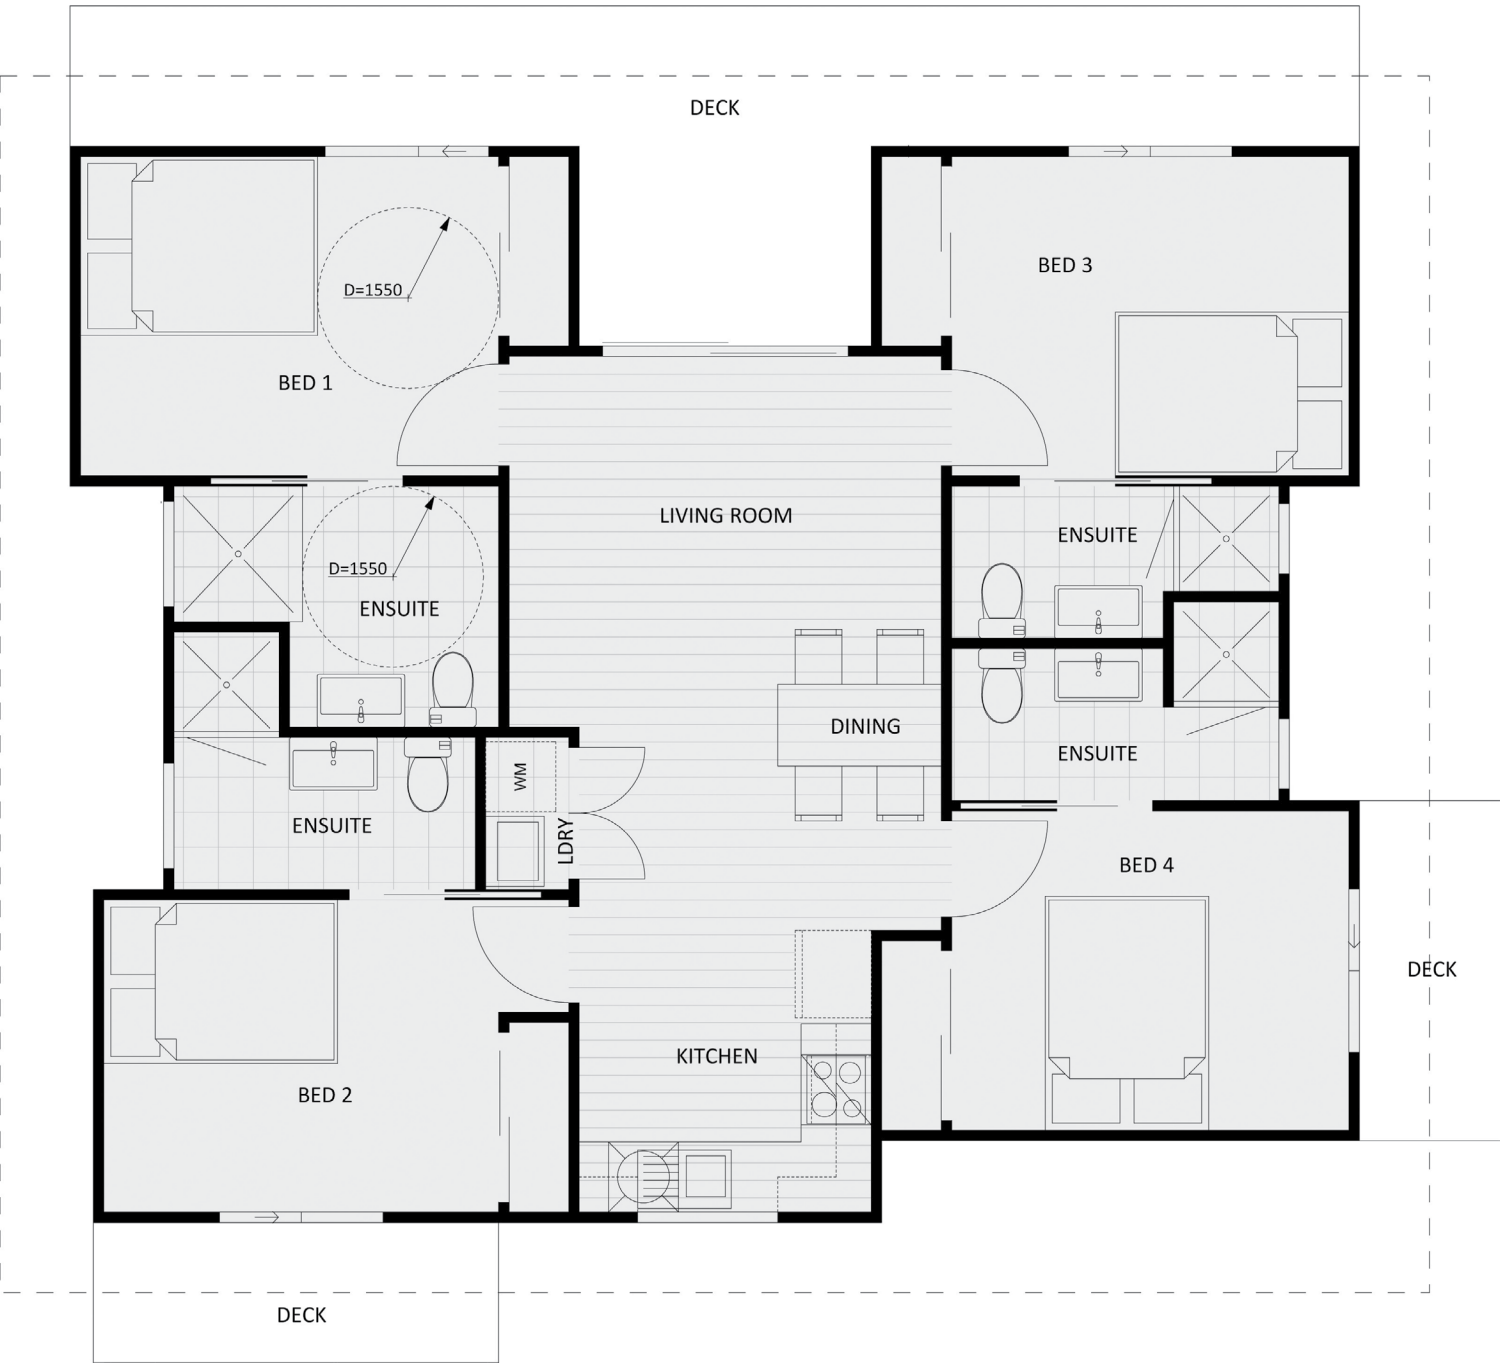 DECK
BED 3
D=1550
BED 1
LIVING ROOM
ENSUITE
D=1550
ENSUITE
DINING
ENSUITE
WM
ENSUITE
LDRY
BED 4
DECK
KITCHEN
BED 2
DECK